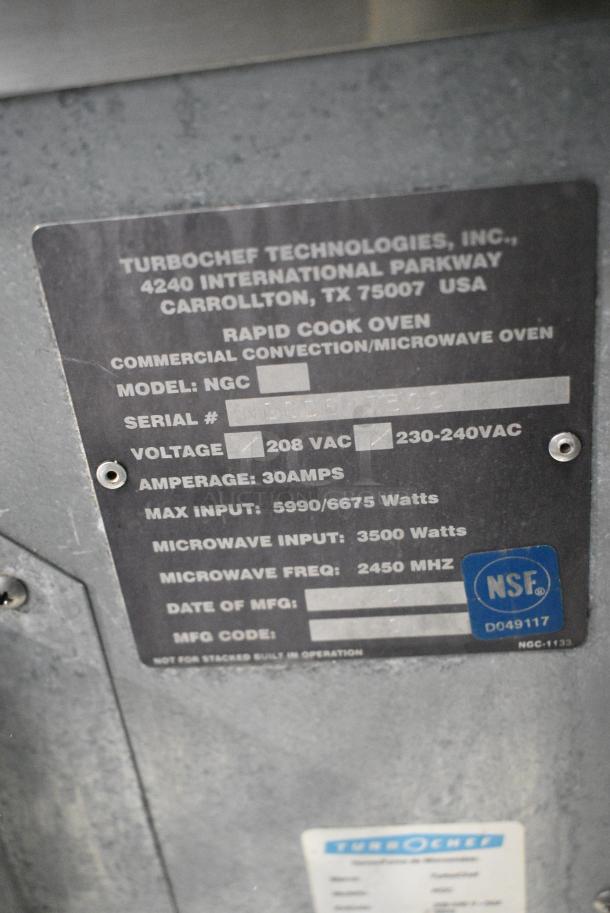 TURBOCHEF TECHNOLOGIES, INC.,
4240 INTERNATIONAL PARKWAY
CARROLLTON, TX 75007 USA
RAPID COOK OVEN
COMMERCIAL CONVECTION/MICROWAVE OVEN
MODEL: NGC
SERIAL #
VOLTAGE 208 VAC 230-240VAC
AMPERAGE: 30AMPS
MAX INPUT: 5990/6675 Watts
MICROWAVE INPUT: 3500 Watts
MICROWAVE FREQ: 2450 MHZ
DATE OF MFG:
MFG CODE:
NSF®
D049117
NOT FOR STACKED BUILT IN OPERATION
NGC-1133
TURBOCHEF